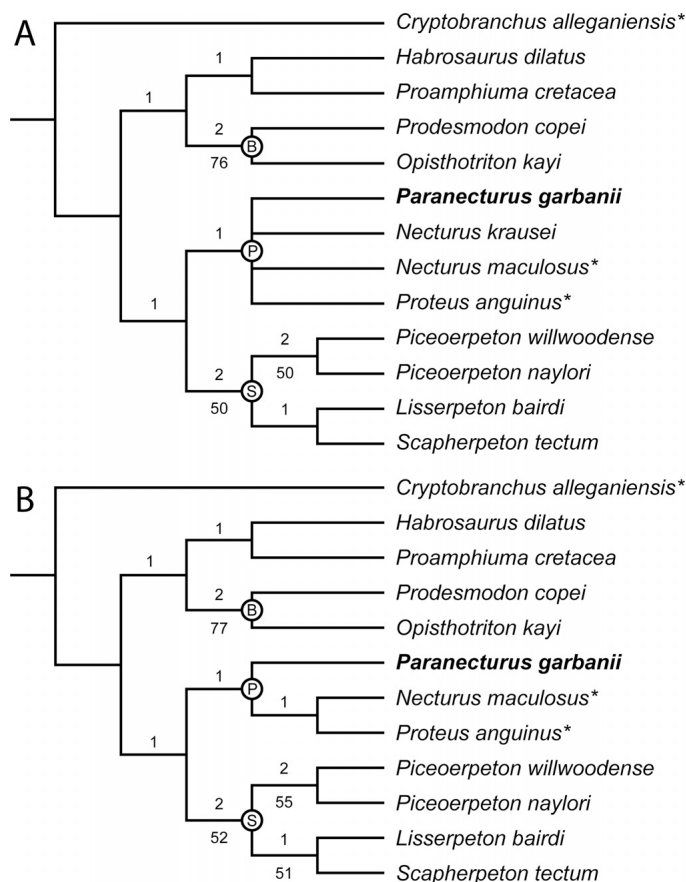 A
Cryptobranchus alleganiensis*
1
Habrosaurus dilatus
1
Proamphiuma cretacea
2
Prodesmodon copei
B
76
Opisthotriton kayi
Paranecturus garbanii
1
Necturus krausei
P
Necturus maculosus*
1
Proteus anguinus*
2
Piceoerpeton willwoodense
2
50
Piceoerpeton naylori
S
50
1
Lisserpeton bairdi
Scapherpeton tectum
B
Cryptobranchus alleganiensis*
1
Habrosaurus dilatus
1
Proamphiuma cretacea
2
Prodesmodon copei
B
77
Opisthotriton kayi
Paranecturus garbanii
1
P
1
Necturus maculosus*
1
Proteus anguinus*
2
Piceoerpeton willwoodense
2
55
Piceoerpeton naylori
S
52
1
Lisserpeton bairdi
51
Scapherpeton tectum